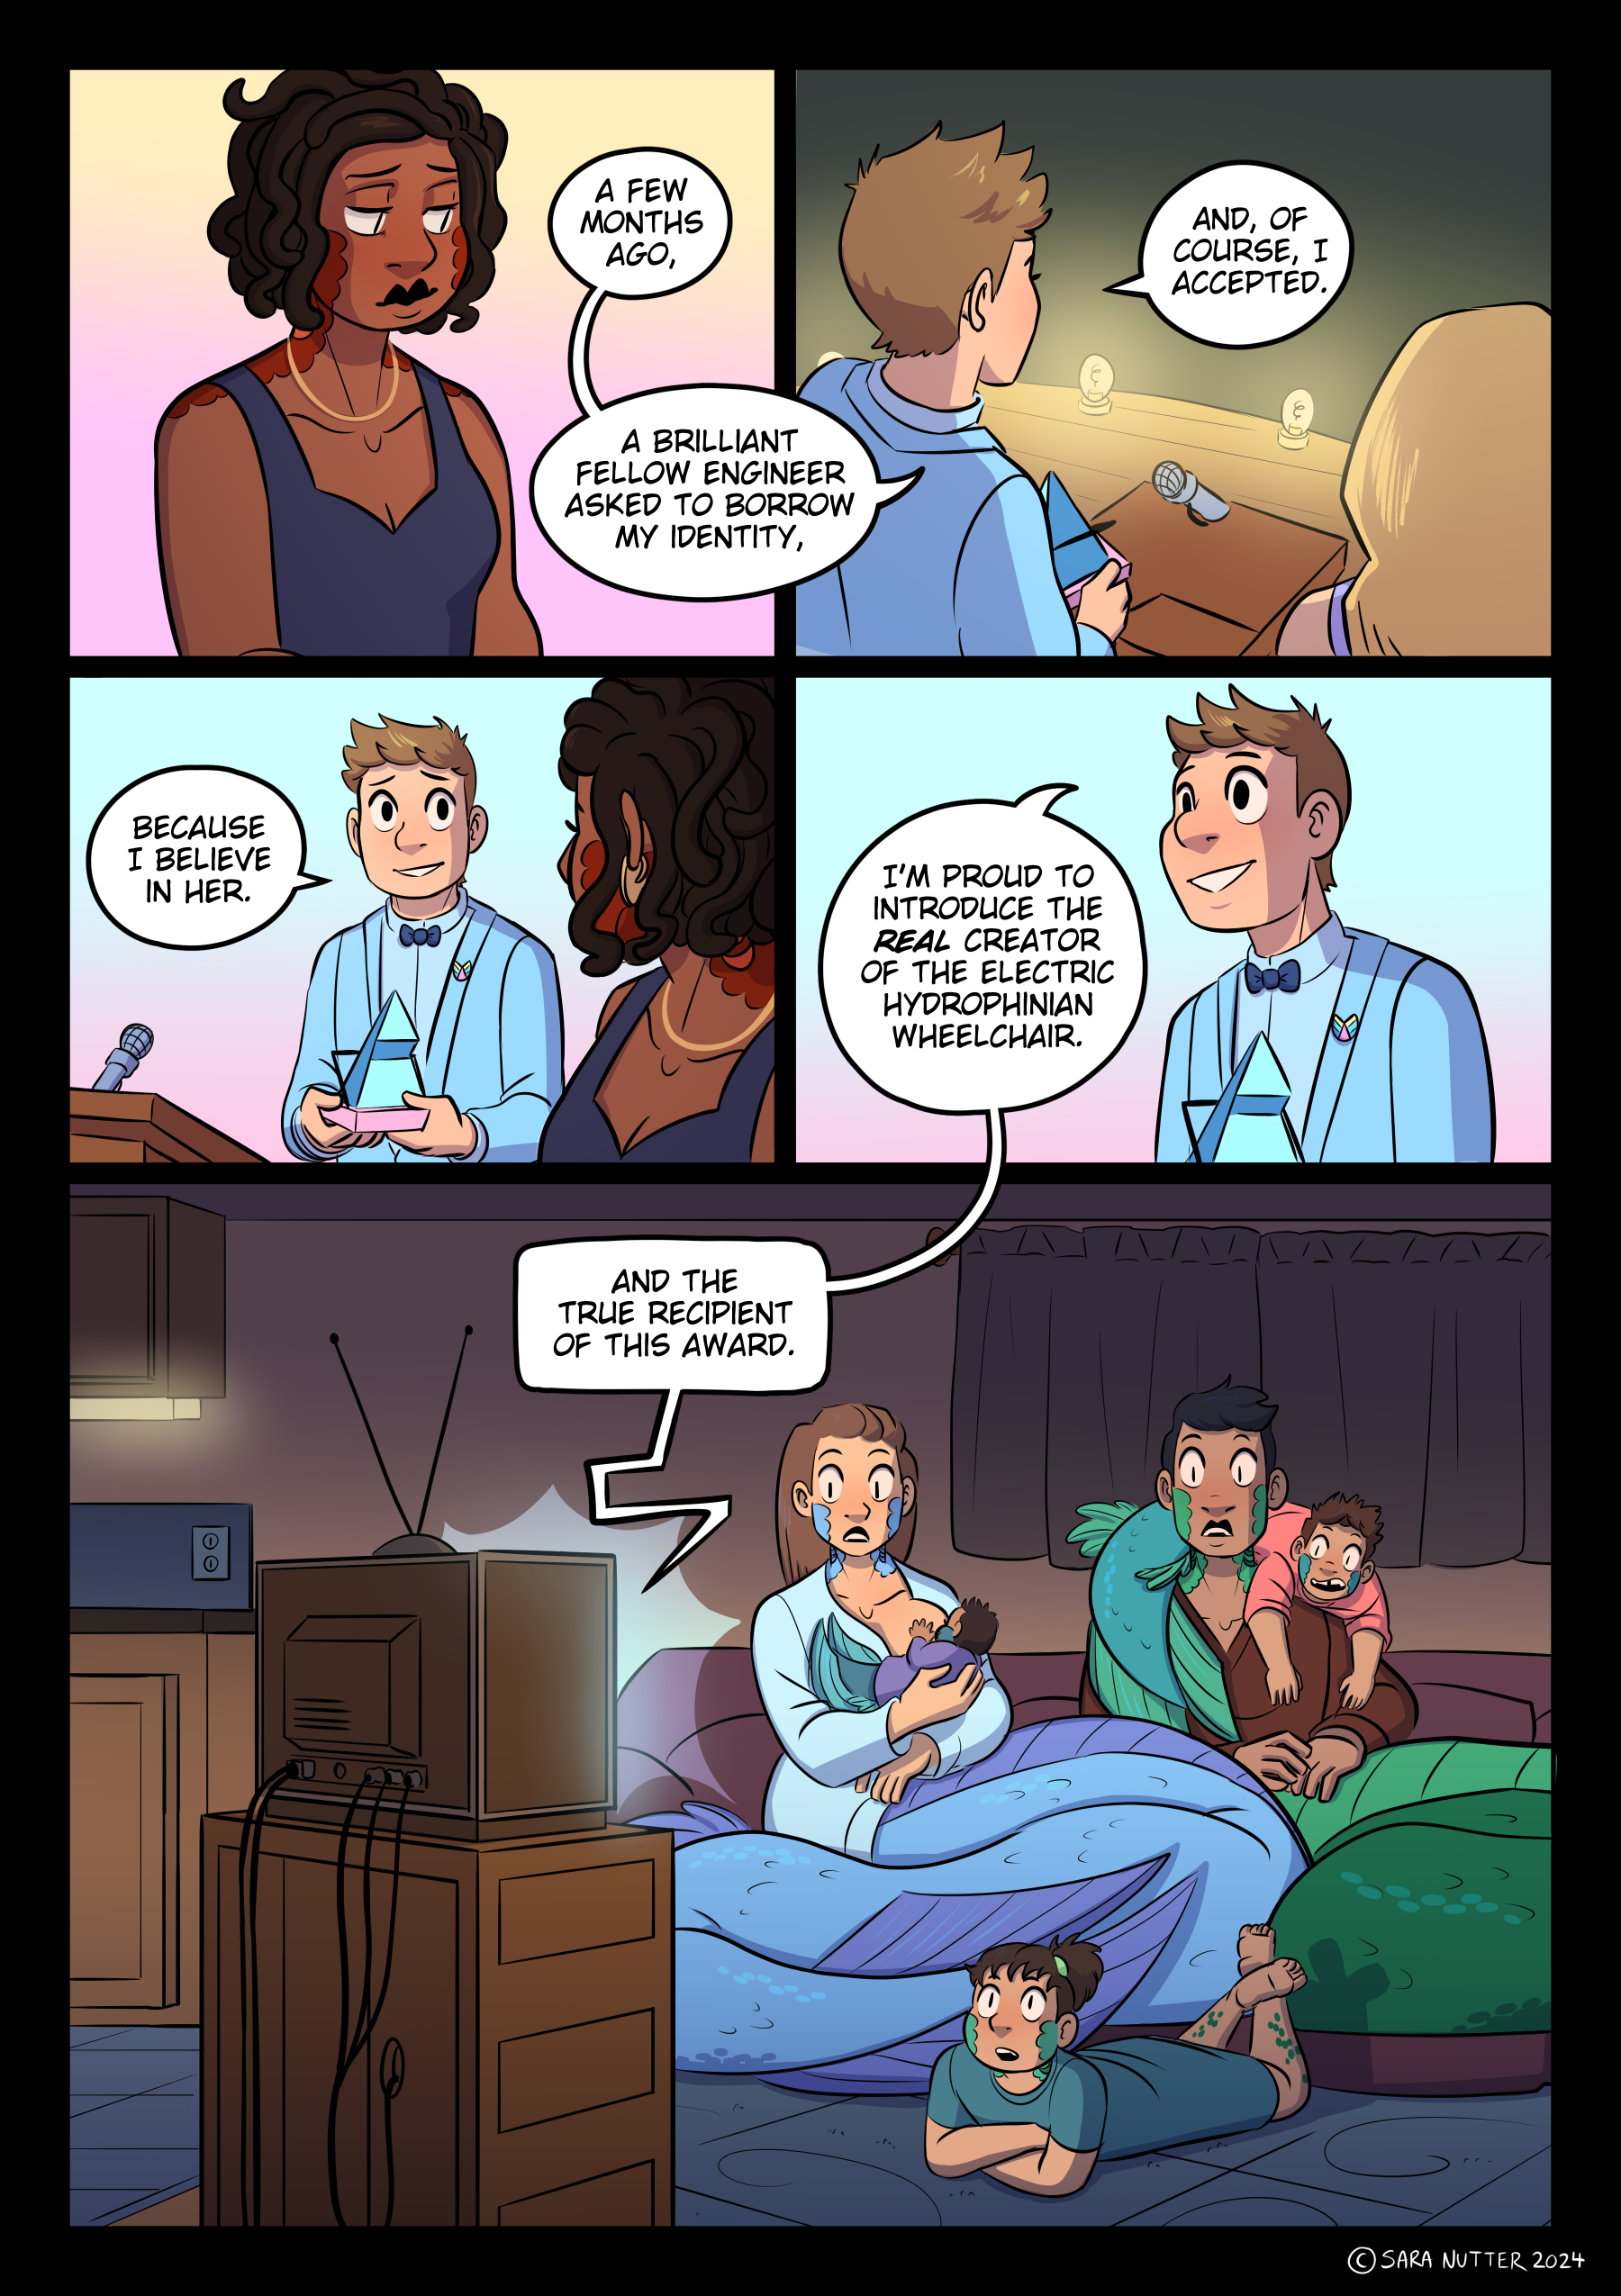 A FEW
MONTHS
AGO,
A BRILLIANT
FELLOW ENGINEER
ASKED TO BORROW
MY IDENTITY,
AND, OF
COURSE, I
ACCEPTED.
BECAUSE
I BELIEVE
IN HER.
I'M PROUD TO
INTRODUCE THE
REAL CREATOR
OF THE ELECTRIC
HYDROPHINIAN
WHEELCHAIR.
AND THE
TRUE RECIPIENT
OF THIS AWARD.
© SARA NUTTER 2024